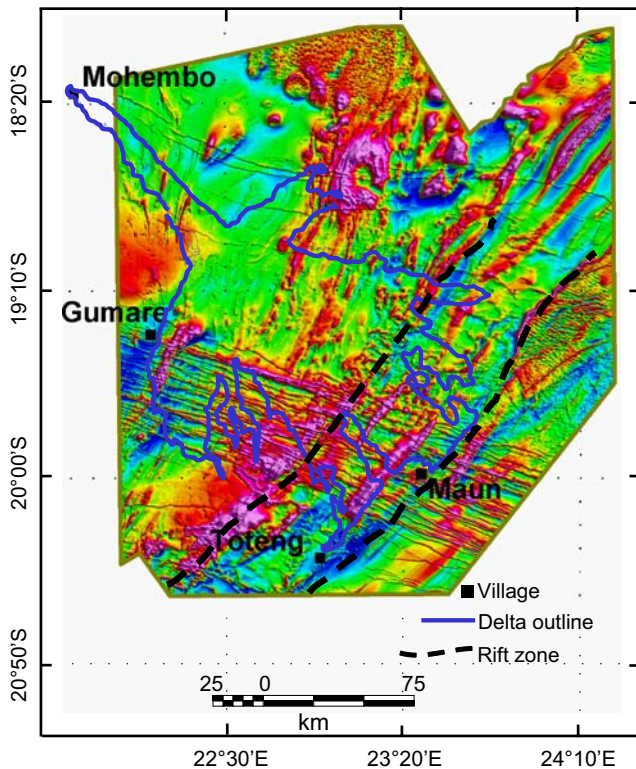 Mohembo
18°20'S
19°10'S
Gumare
20°00'S
Maun
Toteng
Village
Delta outline
Rift zone
20°50'S
25 0 75
km
22°30'E 23°20'E 24°10'E